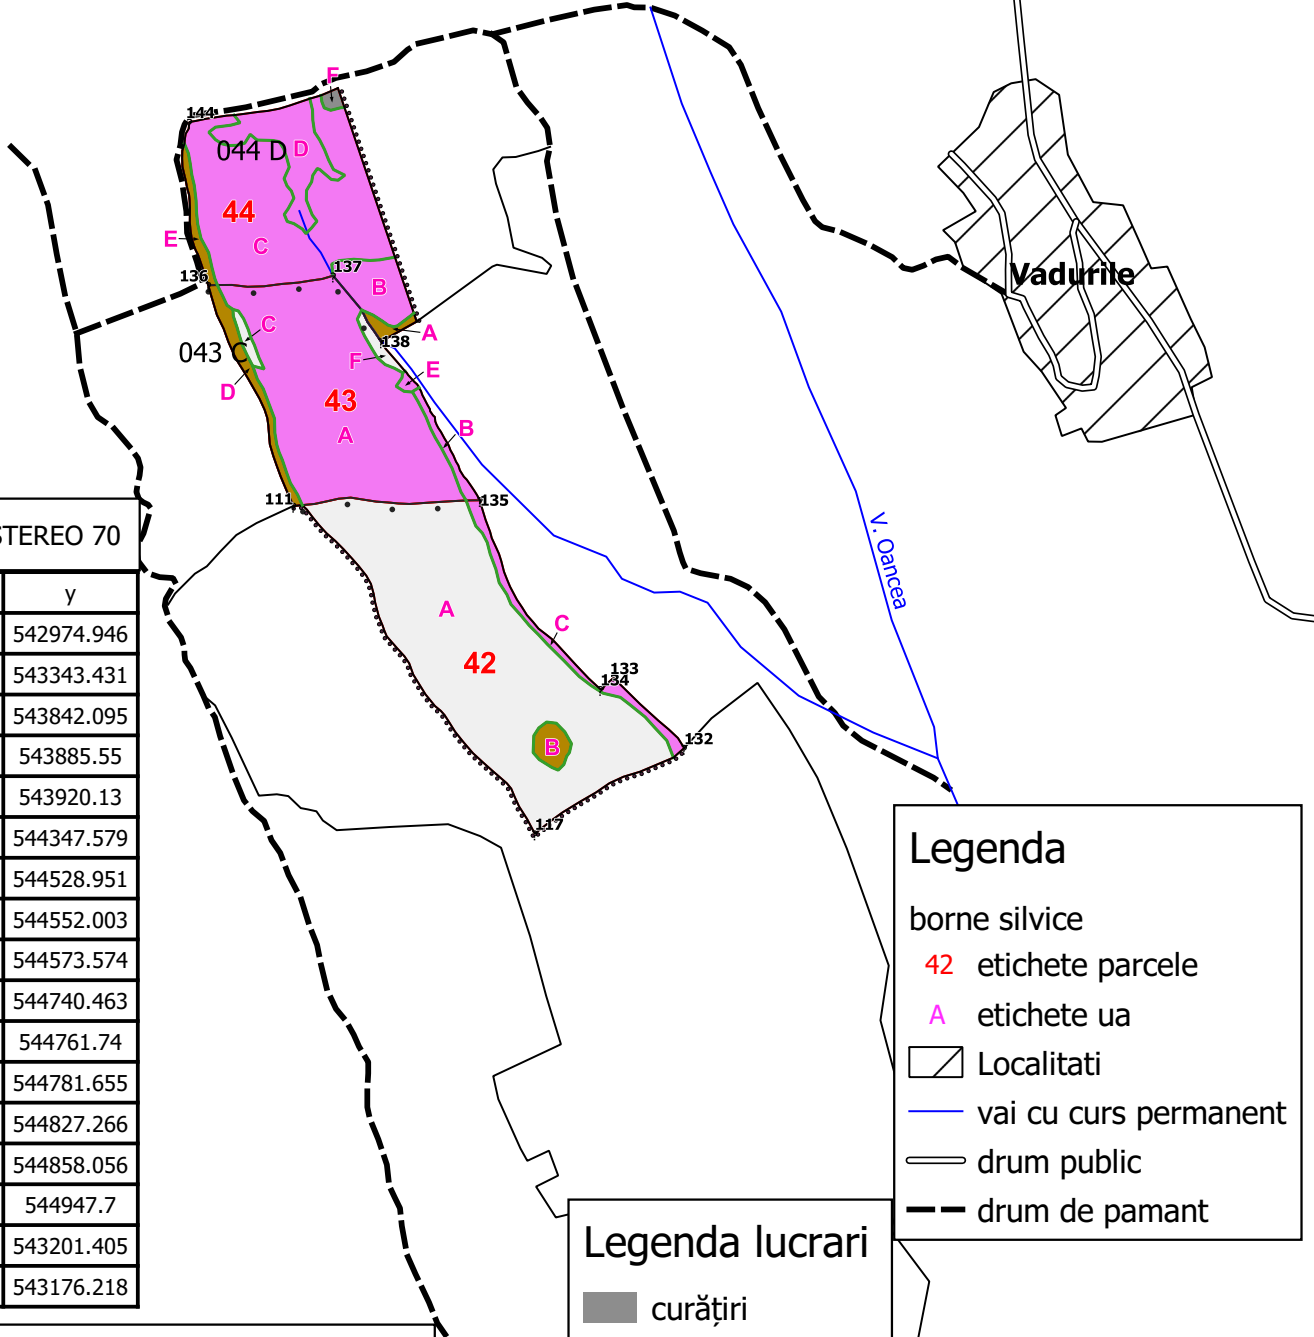 F
144
044 D
D
44
E
C
136
137
B
C
A
138
043 C
F
E
D
43
A
B
111
135
STEREO 70
y
542974.946
543343.431
543842.095
543885.55
543920.13
544347.579
544528.951
544552.003
544573.574
544740.463
544761.74
544781.655
544827.266
544858.056
544947.7
543201.405
543176.218
A
C
42
133
134
B
132
117
Vadurile
V. Oancea
Legenda
borne silvice
42 etichete parcele
A etichete ua
Localitati
vai cu curs permanent
drum public
drum de pamant
Legenda lucrari
curățiri